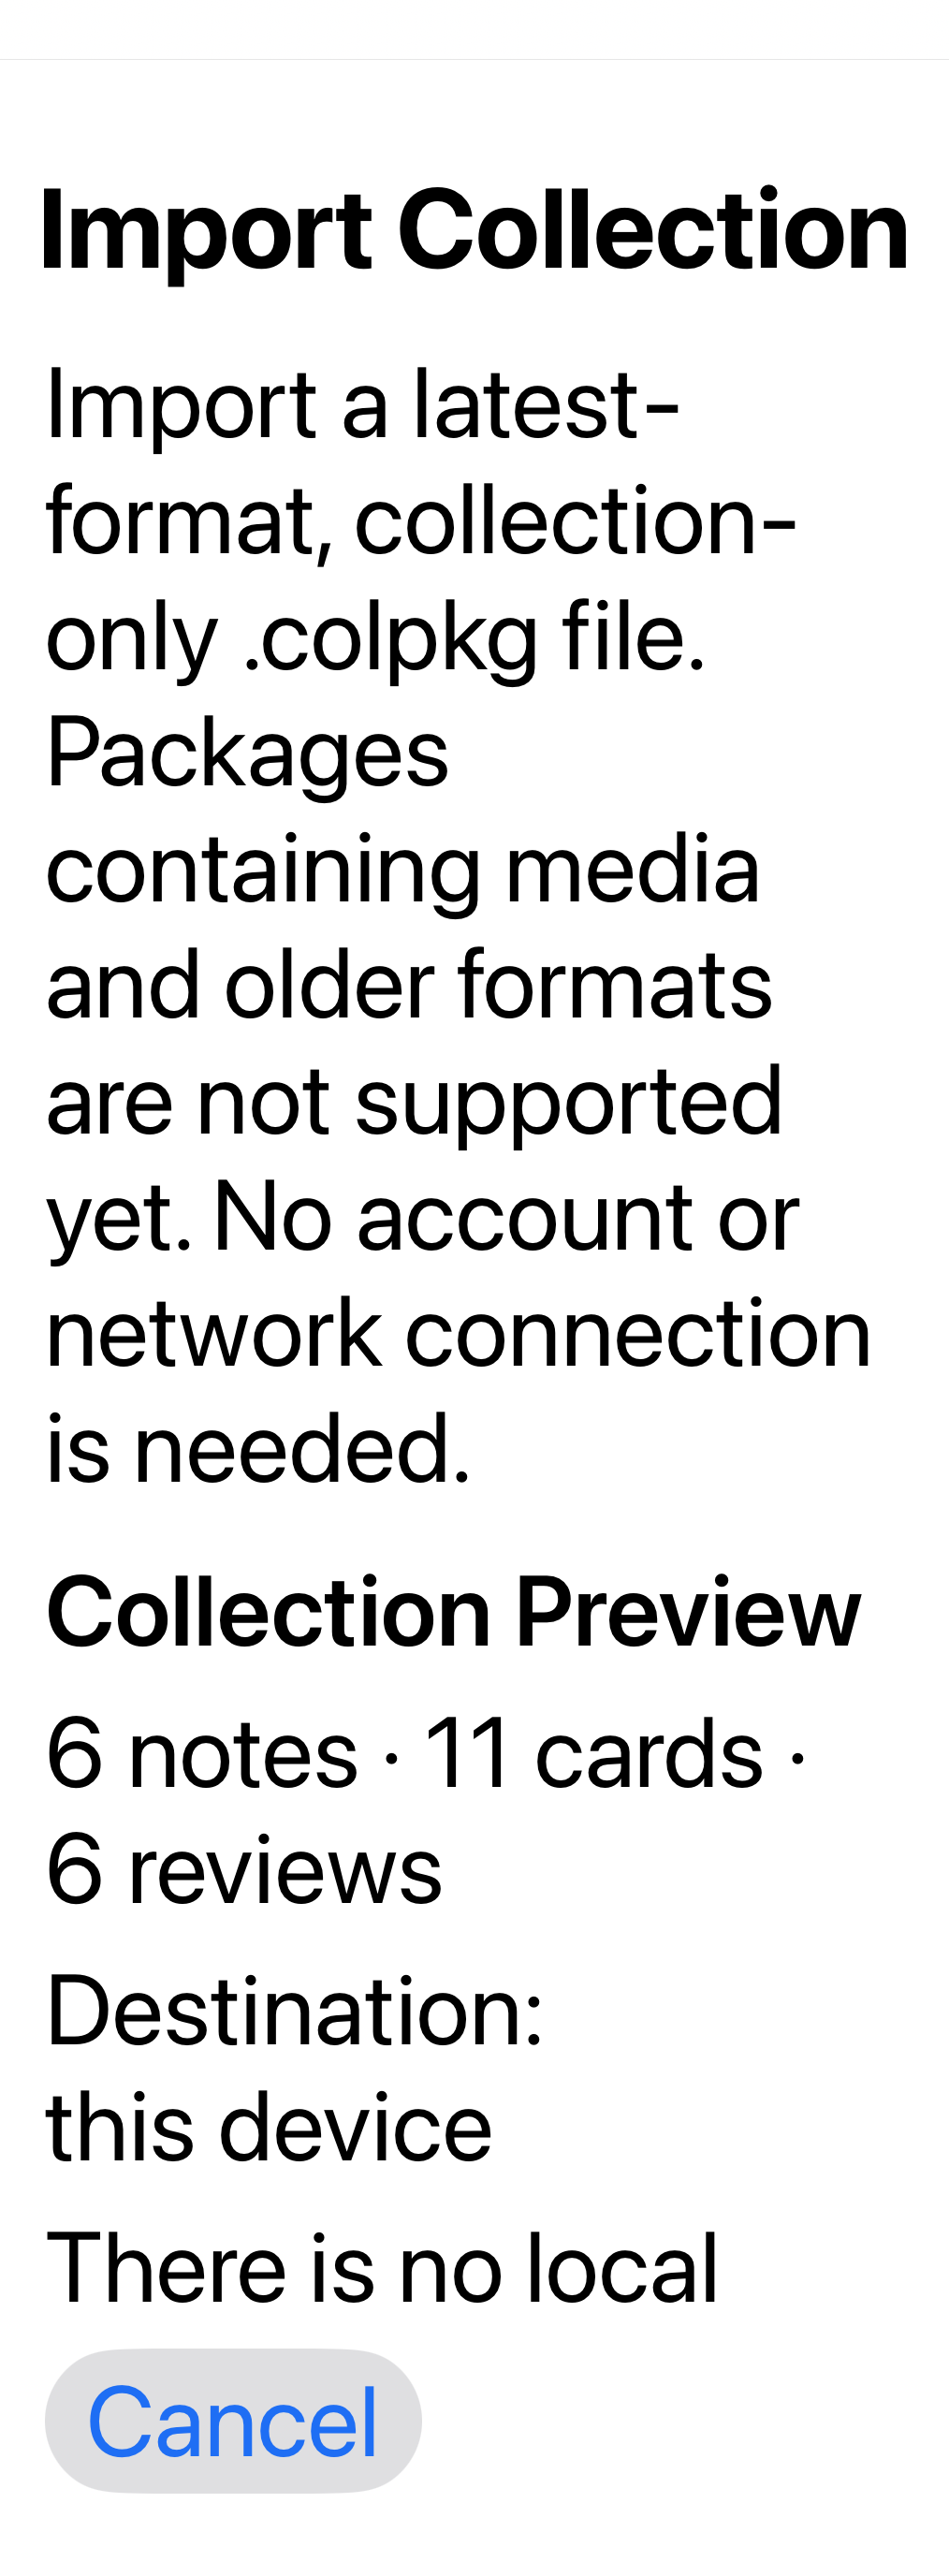 Import Collection
Import a latest-
format, collection-
only .colpkg file.
Packages
containing media
and older formats
are not supported
yet. No account or
network connection
is needed.
Collection Preview
6 notes · 11 cards ·
6 reviews
Destination:
this device
There is no local
Cancel